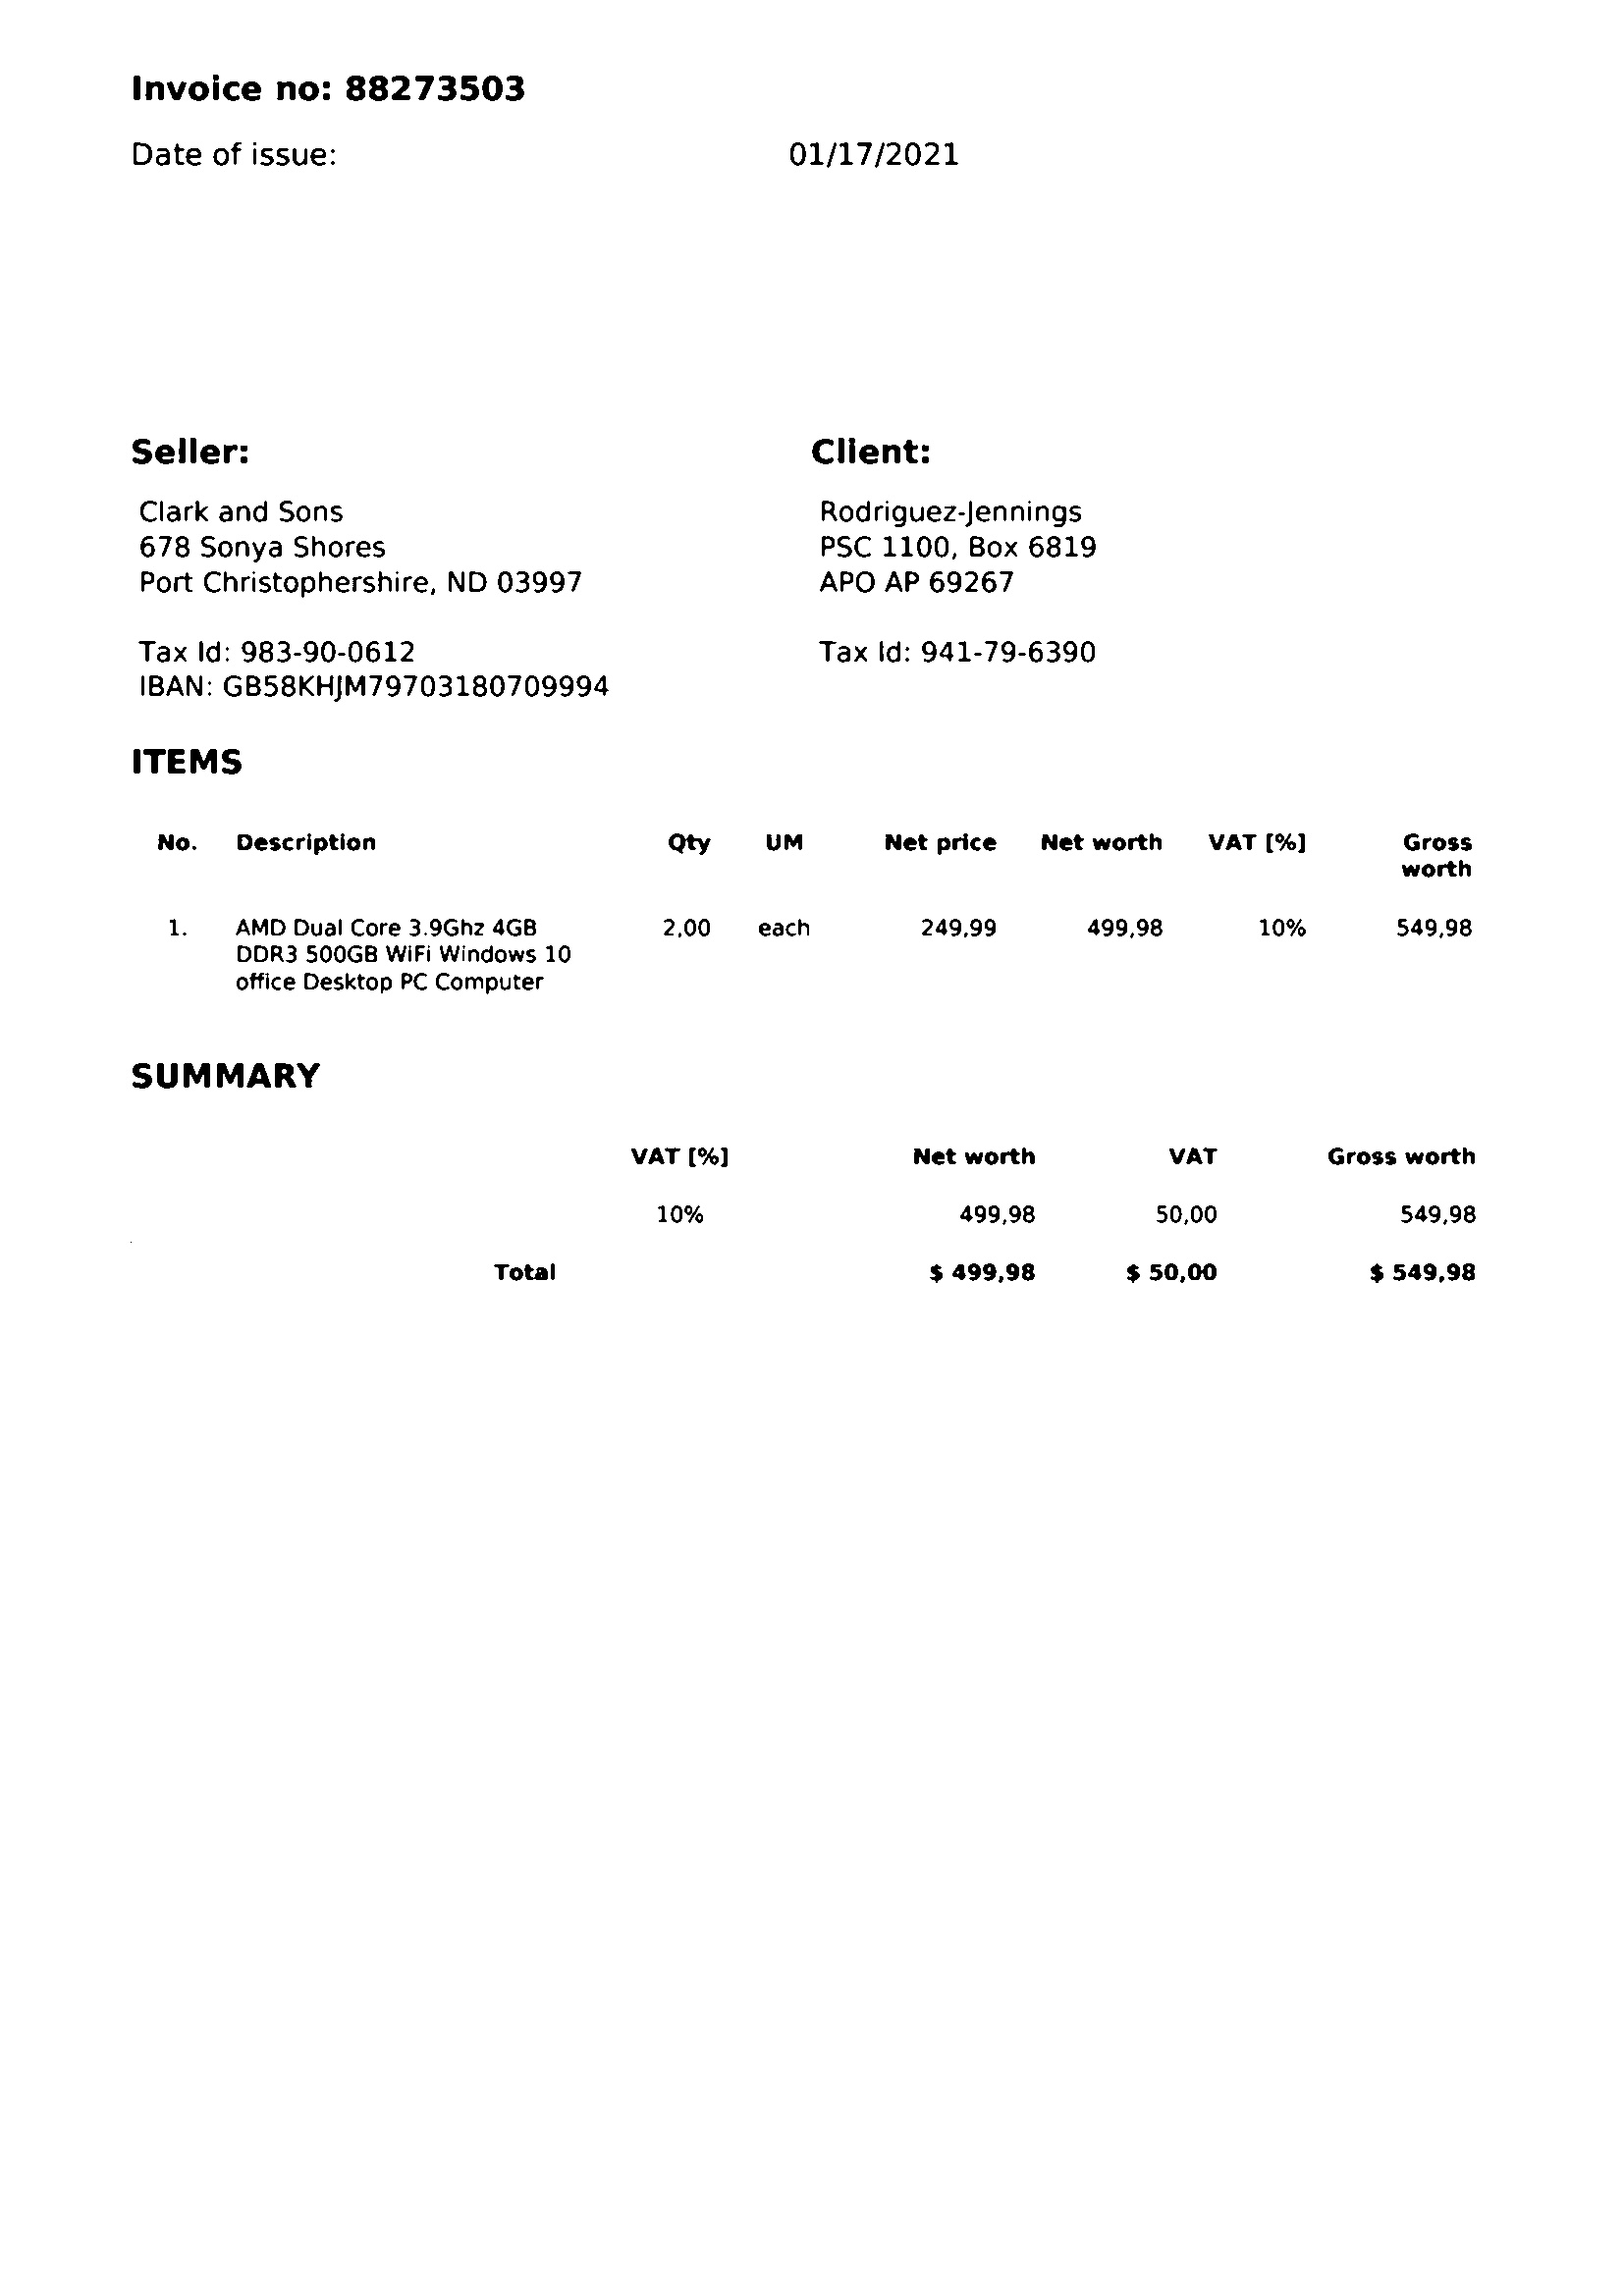 Invoice no: 88273503
Date of issue: 01/17/2021
Seller: Client:
Clark and Sons Rodriguez-Jennings
678 Sonya Shores PSC 1100, Box 6819
Port Christophershire, ND 03997 APO AP 69267
Tax Id: 983-90-0612 Tax Id: 941-79-6390
IBAN: GB58KHJM79703180709994
ITEMS
No. Description Qty UM Net price Net worth VAT [%] Gross
worth
1. AMD Dual Core 3.9Ghz 4GB 2,00 each 249,99 499,98 10% 549,98
DDR3 500GB WiFi Windows 10
office Desktop PC Computer
SUMMARY
VAT [%] Net worth VAT Gross worth
10% 499,98 50,00 549,98
Total $ 499,98 $ 50,00 $ 549,98